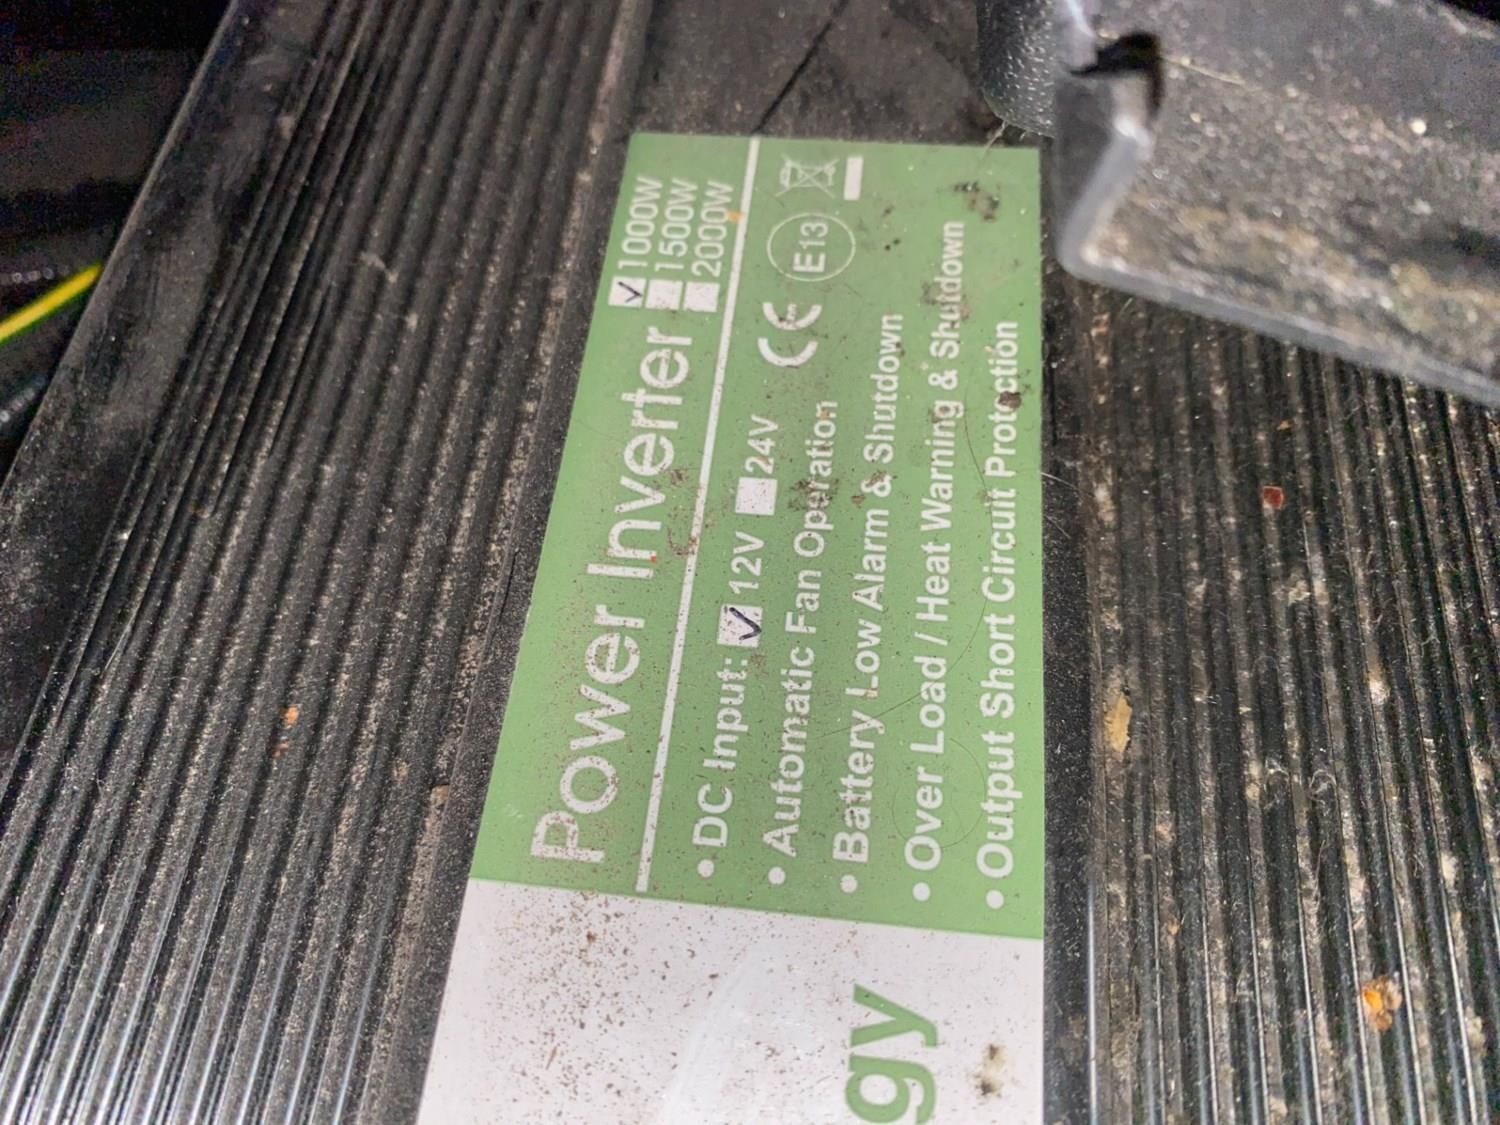 Power Inverter ☑ 1000W
☐ 1500W
☐ 2000W
• DC Input: ☑ 12V ☐ 24V CE E13
• Automatic Fan Operation
• Battery Low Alarm & Shutdown
• Over Load / Heat Warning & Shutdown
• Output Short Circuit Protection
gy